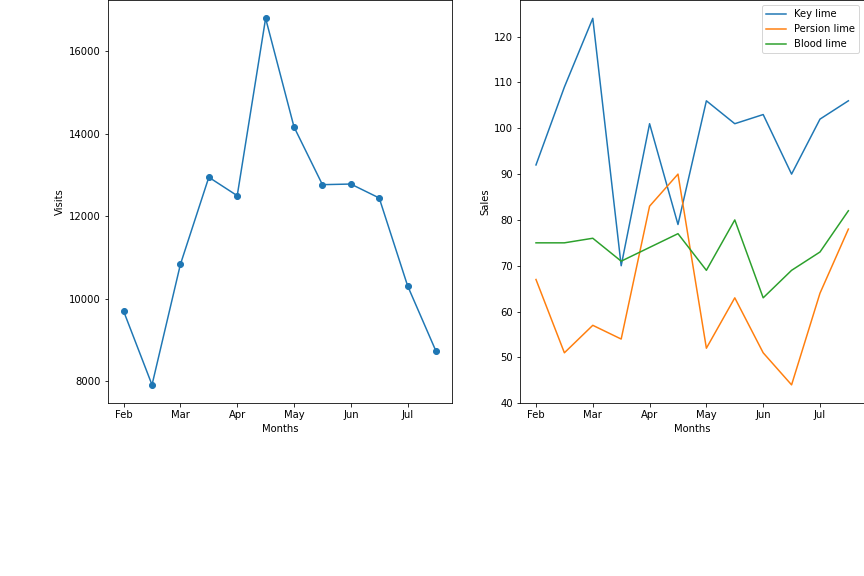 16000
14000
12000
10000
8000
Visits
Feb Mar Apr May Jun Jul
Months
Key lime
Persion lime
Blood lime
120
110
100
90
80
70
60
50
40
Sales
Feb Mar Apr May Jun Jul
Months